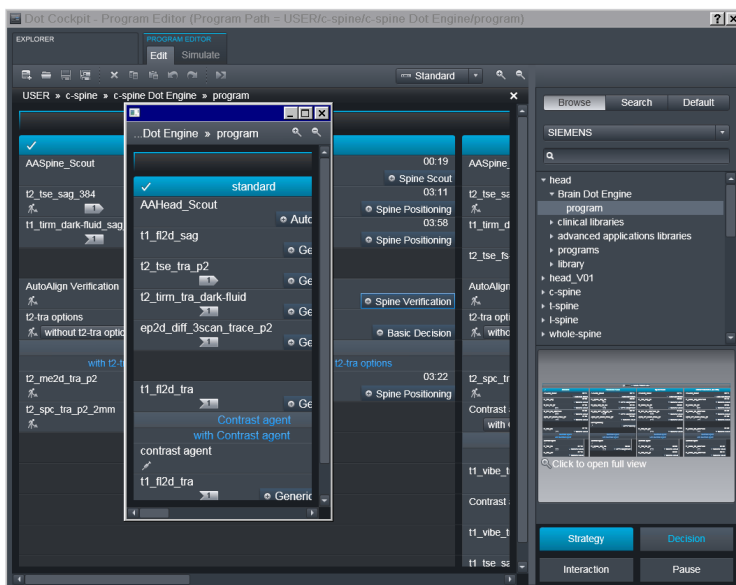 Dot Cockpit - Program Editor (Program Path = USER/c-spine/c-spine Dot Engine/program)
EXPLORER
PROGRAM EDITOR
Edit Simulate
Standard
USER » c-spine » c-spine Dot Engine » program
AASpine_Scout
t2_tse_sag_384
t1_tirm_dark-fluid_sag
AutoAlign Verification
t2-tra options
without t2-tra optio
with t2-t
t2_me2d_tra_p2
t2_spc_tra_p2_2mm
...Dot Engine » program
standard
AAHead_Scout
Auto
t1_fl2d_sag
Ge
t2_tse_tra_p2
1
Ge
t2_tirm_tra_dark-fluid
1
Ge
ep2d_diff_3scan_trace_p2
1
Ge
t1_fl2d_tra
1
Ge
Contrast agent
with Contrast agent
contrast agent
t1_fl2d_tra
1
Generic
00:19
Spine Scout
03:11
Spine Positioning
03:58
Spine Positioning
Spine Verification
Basic Decision
t2-tra options
03:22
Spine Positioning
AASpine_
t2_tse_sa
t1_tirm_d
t2_tse_fs
AutoAlign
t2-tra opti
witho
t2_spc_tr
Contrast
with C
t1_vibe_t
Contrast
t1_vibe_t
t1_tse_sa
Browse Search Default
SIEMENS
head
Brain Dot Engine
program
clinical libraries
advanced applications libraries
programs
library
head_V01
c-spine
t-spine
l-spine
whole-spine
Click to open full view
Strategy Decision
Interaction Pause